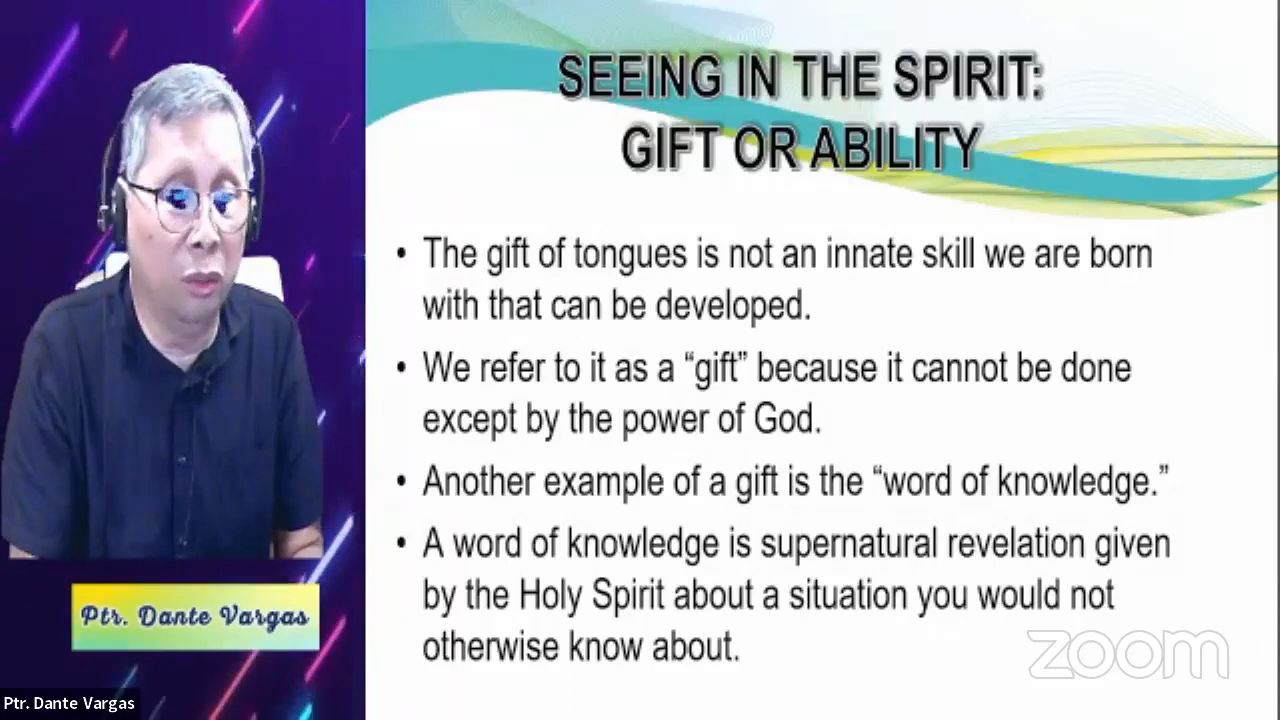 SEEING IN THE SPIRIT:
GIFT OR ABILITY
• The gift of tongues is not an innate skill we are born
with that can be developed.
• We refer to it as a “gift” because it cannot be done
except by the power of God.
• Another example of a gift is the “word of knowledge.”
• A word of knowledge is supernatural revelation given
by the Holy Spirit about a situation you would not
otherwise know about.
Ptr. Dante Vargas
zoom
Ptr. Dante Vargas